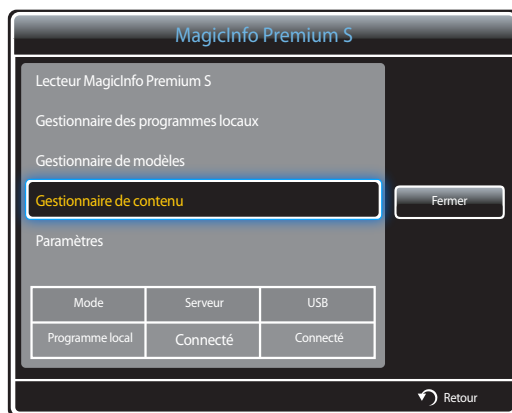 MagicInfo Premium S
Lecteur MagicInfo Premium S
Gestionnaire des programmes locaux
Gestionnaire de modèles
Gestionnaire de contenu
Fermer
Paramètres
Mode Serveur USB
Programme local Connecté Connecté
Retour